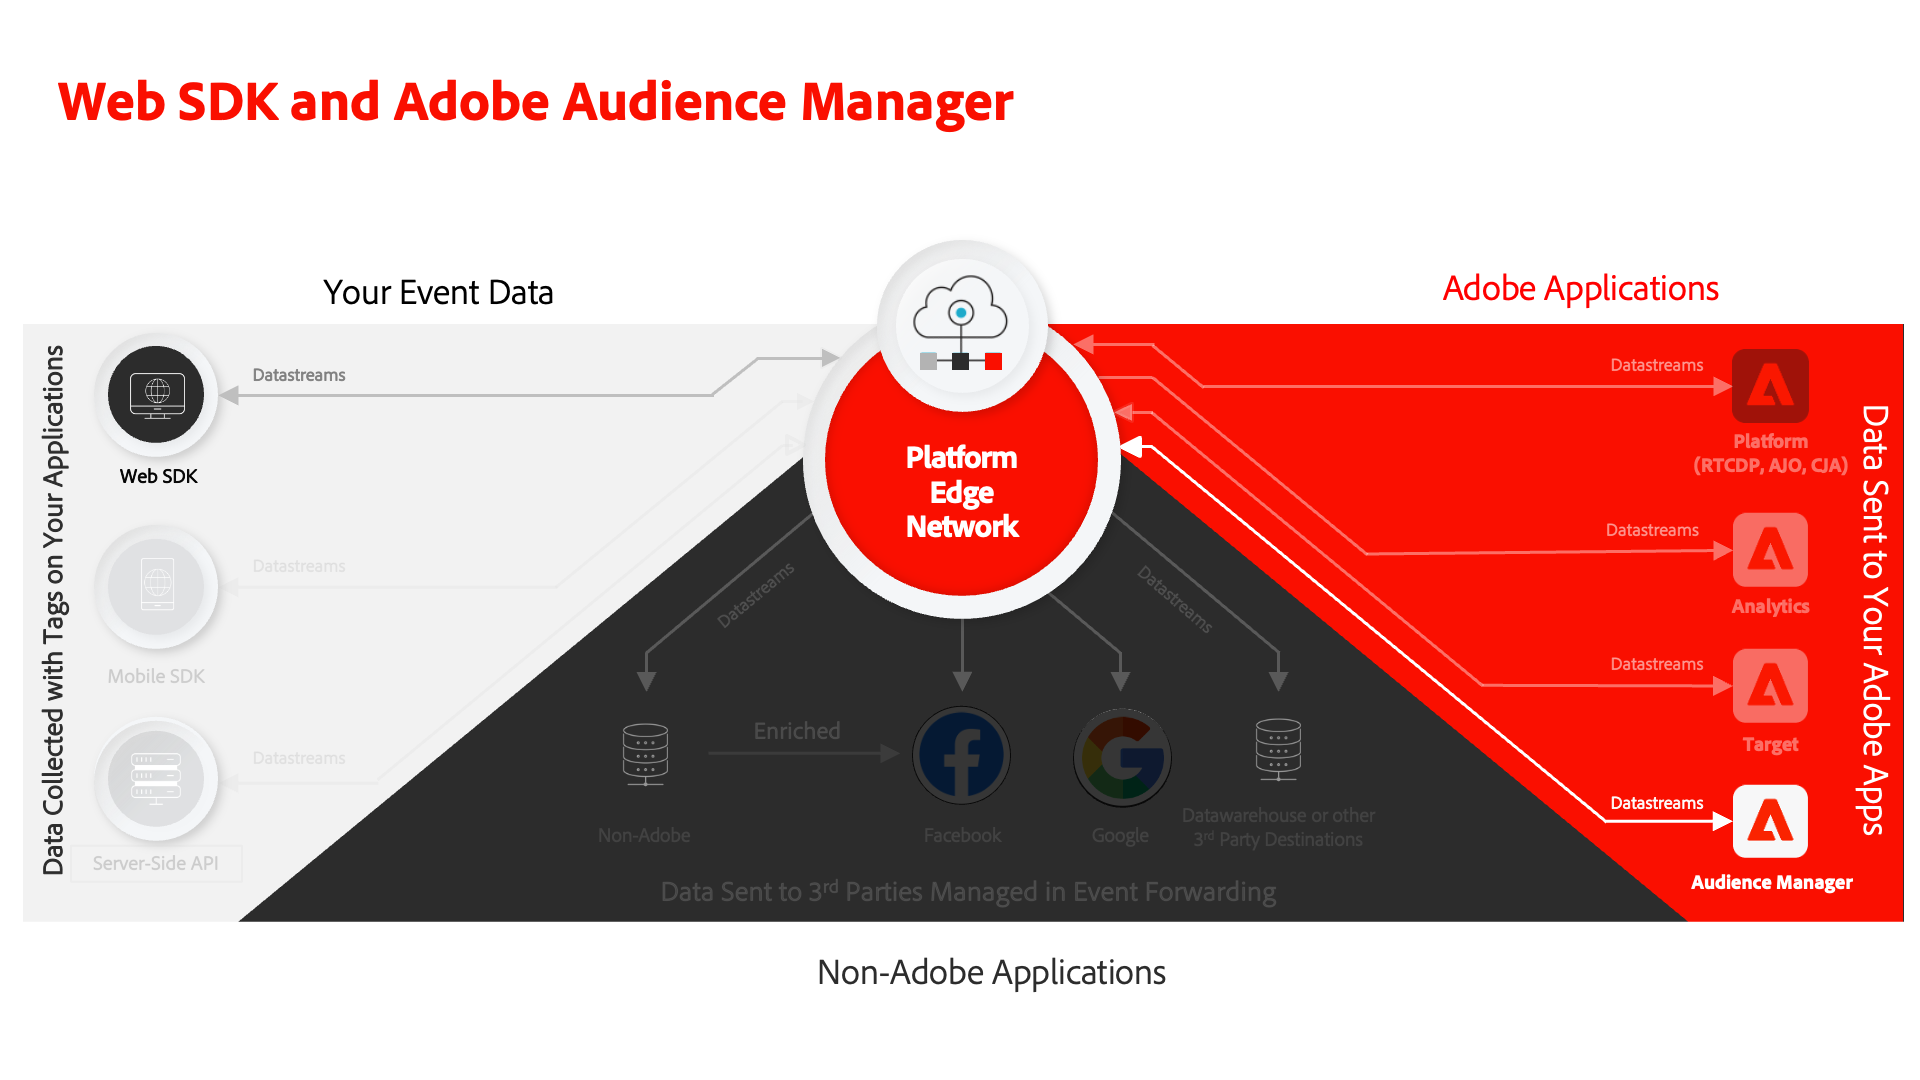 Web SDK and Adobe Audience Manager
Your Event Data
Adobe Applications
Data Collected with Tags on Your Applications
Datastreams
Web SDK
Datastreams
Mobile SDK
Datastreams
Server-Side API
Platform
Edge
Network
Datastreams
Datastreams
Enriched
Non-Adobe
Facebook
Google
Datawarehouse or other
3rd Party Destinations
Data Sent to 3rd Parties Managed in Event Forwarding
Datastreams
Platform
(RTCDP, AJO, CJA)
Datastreams
Analytics
Datastreams
Target
Datastreams
Audience Manager
Data Sent to Your Adobe Apps
Non-Adobe Applications